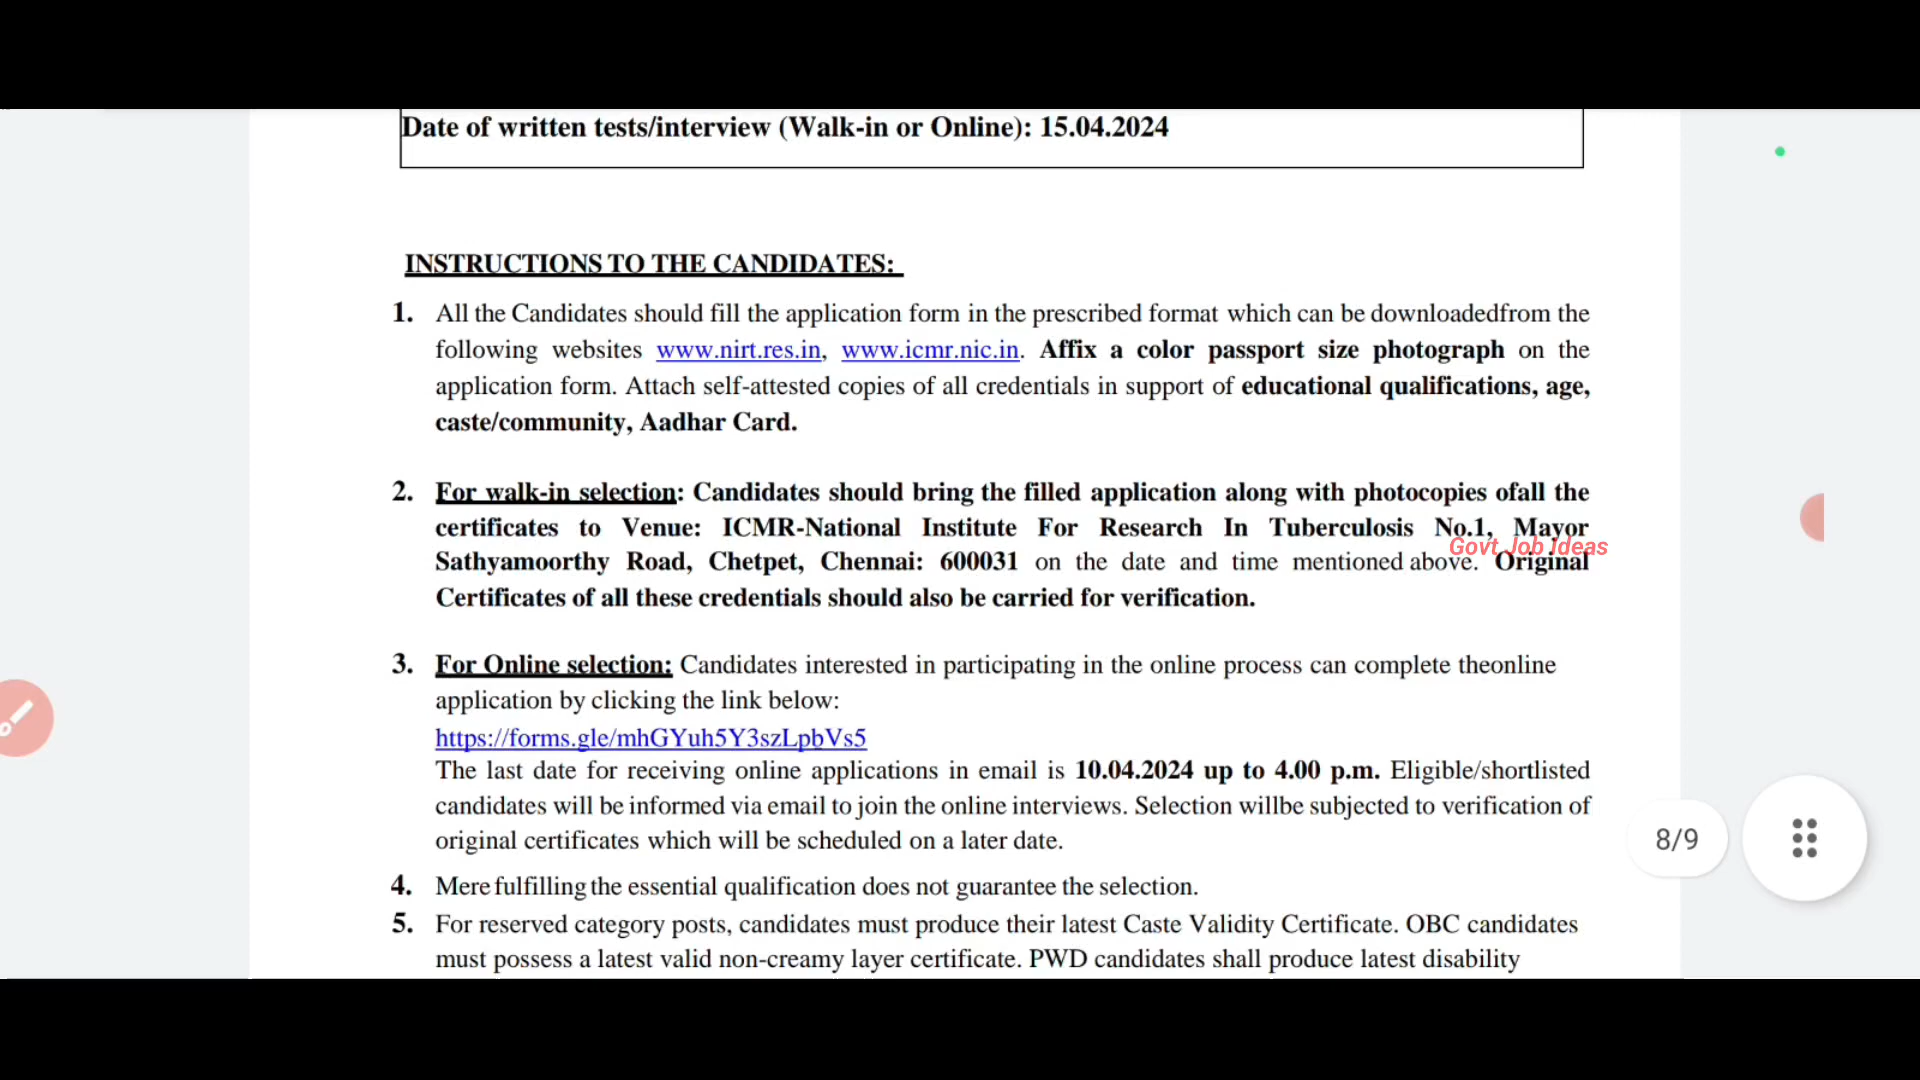 Date of written tests/interview (Walk-in or Online): 15.04.2024
INSTRUCTIONS TO THE CANDIDATES:
1. All the Candidates should fill the application form in the prescribed format which can be downloadedfrom the
following websites www.nirt.res.in, www.icmr.nic.in. Affix a color passport size photograph on the
application form. Attach self-attested copies of all credentials in support of educational qualifications, age,
caste/community, Aadhar Card.
2. For walk-in selection: Candidates should bring the filled application along with photocopies ofall the
certificates to Venue: ICMR-National Institute For Research In Tuberculosis No.1, Mayor
Govt Job Ideas
Sathyamoorthy Road, Chetpet, Chennai: 600031 on the date and time mentioned above. Original
Certificates of all these credentials should also be carried for verification.
3. For Online selection: Candidates interested in participating in the online process can complete theonline
application by clicking the link below:
https://forms.gle/mhGYuh5Y3szLpbVs5
The last date for receiving online applications in email is 10.04.2024 up to 4.00 p.m. Eligible/shortlisted
candidates will be informed via email to join the online interviews. Selection willbe subjected to verification of
original certificates which will be scheduled on a later date.
8/9
4. Mere fulfilling the essential qualification does not guarantee the selection.
5. For reserved category posts, candidates must produce their latest Caste Validity Certificate. OBC candidates
must possess a latest valid non-creamy layer certificate. PWD candidates shall produce latest disability